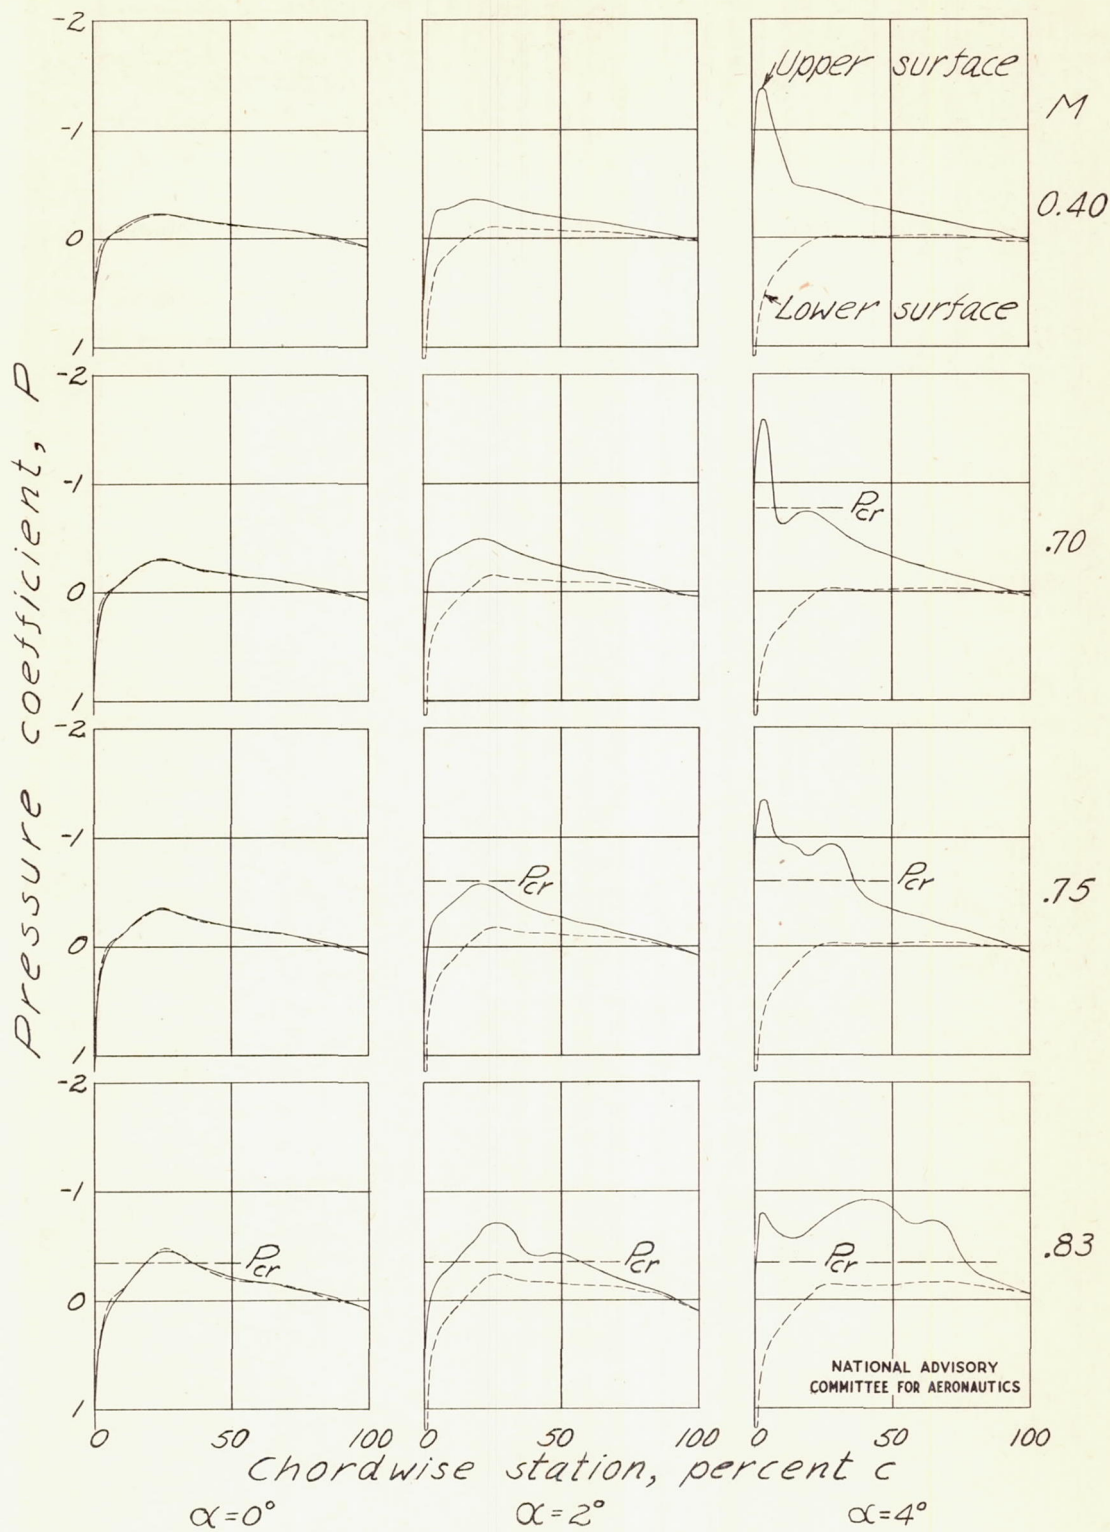 -2
-1
0
1
Upper surface
Lower surface
M
0.40
-2
-1
0
1
Pcr
.70
-2
-1
0
1
Pcr
Pcr
.75
-2
-1
0
1
Pcr
Pcr
Pcr
.83
NATIONAL ADVISORY
COMMITTEE FOR AERONAUTICS
0 50 100 0 50 100 0 50 100
Pressure coefficient, P
Chordwise station, percent c
α=0° α=2° α=4°